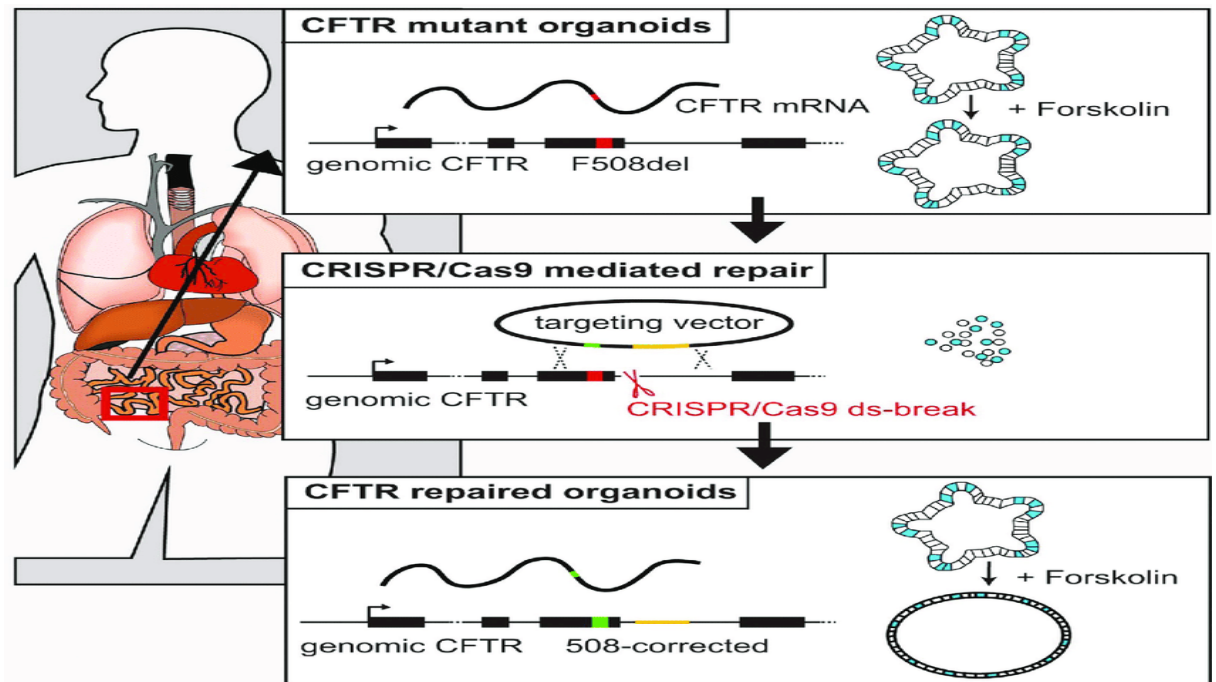 CFTR mutant organoids
CFTR mRNA
+ Forskolin
genomic CFTR
F508del
CRISPR/Cas9 mediated repair
targeting vector
genomic CFTR
CRISPR/Cas9 ds-break
CFTR repaired organoids
+ Forskolin
genomic CFTR
508-corrected